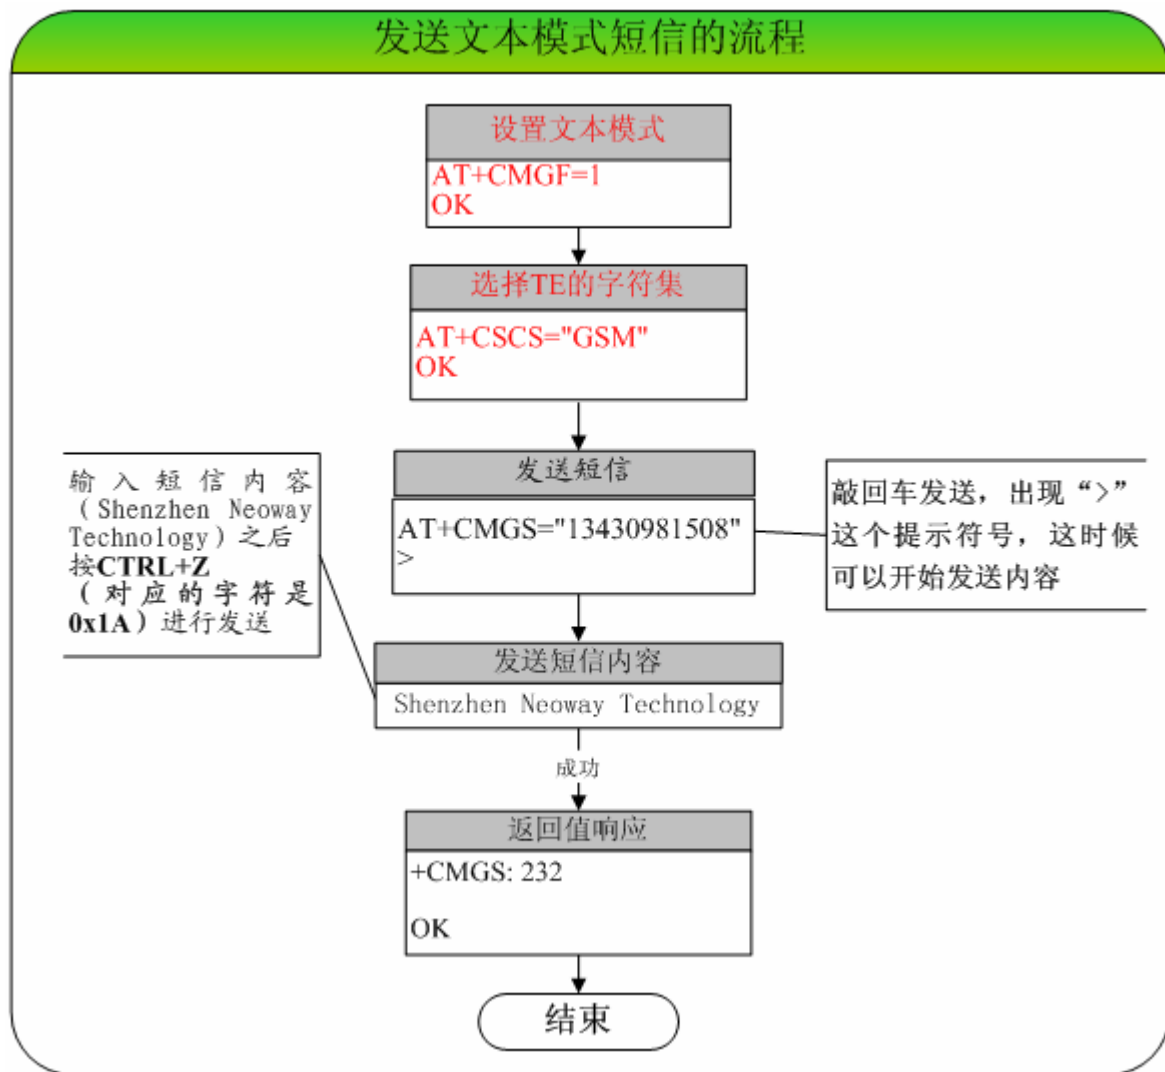 发送文本模式短信的流程
设置文本模式
AT+CMGF=1
OK
选择TE的字符集
AT+CSCS="GSM"
OK
发送短信
AT+CMGS="13430981508"
>
敲回车发送，出现“>”
这个提示符号，这时候
可以开始发送内容
输入短信内容
（Shenzhen Neoway
Technology）之后
按CTRL+Z
（对应的字符是
0x1A）进行发送
发送短信内容
Shenzhen Neoway Technology
成功
返回值响应
+CMGS: 232
OK
结束